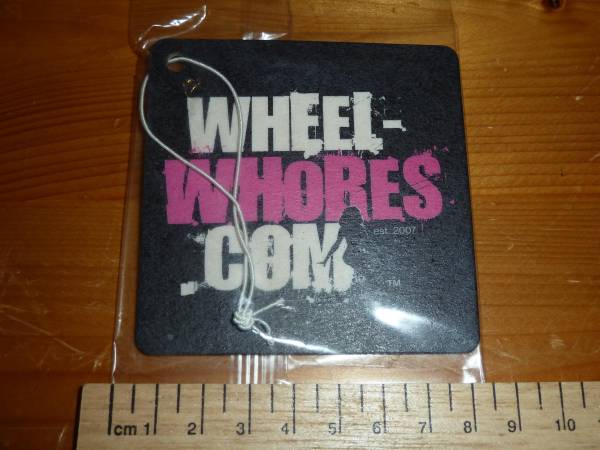 WHEEL-
WHORES
.COM
est. 2007
TM
cm 1 2 3 4 5 6 7 8 9 10